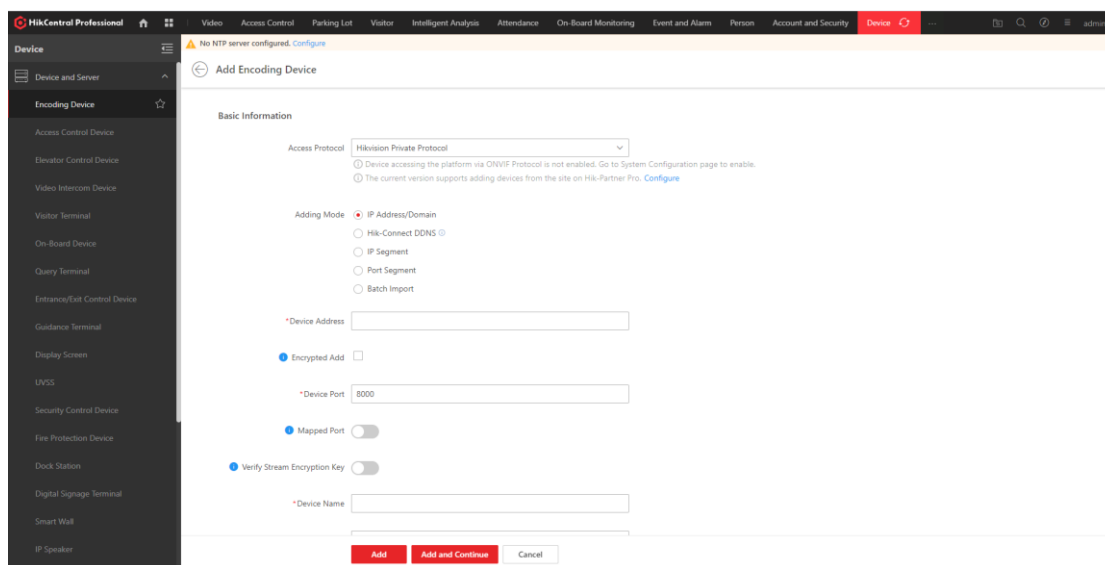 HikCentral Professional
Video Access Control Parking Lot Visitor Intelligent Analysis Attendance On-Board Monitoring Event and Alarm Person Account and Security Device ... admin
Device
No NTP server configured. Configure
Device and Server
Add Encoding Device
Encoding Device
Basic Information
Access Control Device
Access Protocol Hikvision Private Protocol
Elevator Control Device
Device accessing the platform via ONVIF Protocol is not enabled. Go to System Configuration page to enable.
The current version supports adding devices from the site on Hik-Partner Pro. Configure
Video Intercom Device
Visitor Terminal
Adding Mode IP Address/Domain
Hik-Connect DDNS
On-Board Device
IP Segment
Query Terminal
Port Segment
Batch Import
Entrance/Exit Control Device
Guidance Terminal
*Device Address
Display Screen
Encrypted Add
UVSS
*Device Port 8000
Security Control Device
Mapped Port
Fire Protection Device
Dock Station
Verify Stream Encryption Key
Digital Signage Terminal
*Device Name
Smart Wall
IP Speaker
Add Add and Continue Cancel